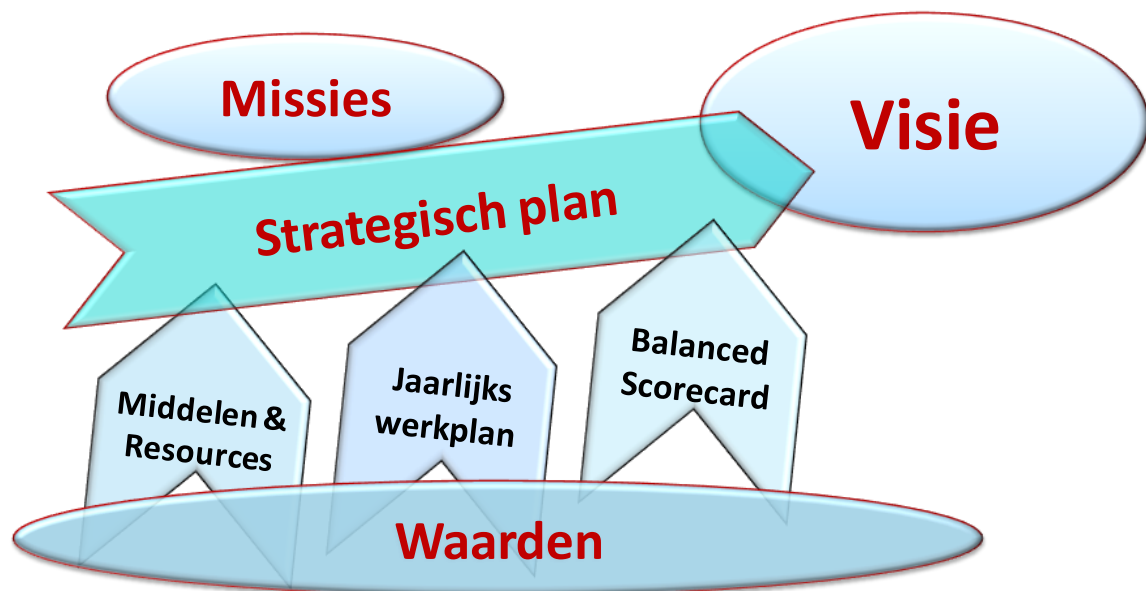 Missies
Visie
Strategisch plan
Middelen &
Resources
Jaarlijks
werkplan
Balanced
Scorecard
Waarden